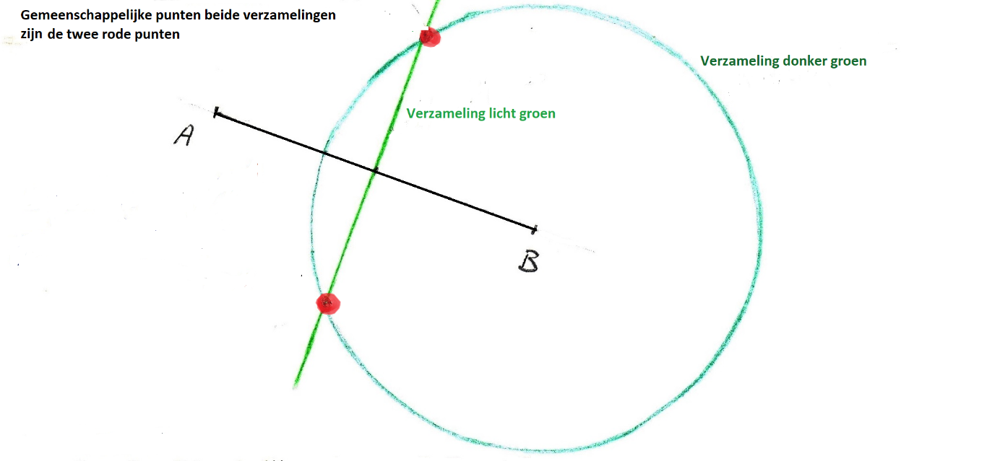 Gemeenschappelijke punten beide verzamelingen
zijn de twee rode punten
Verzameling donker groen
Verzameling licht groen
A
B